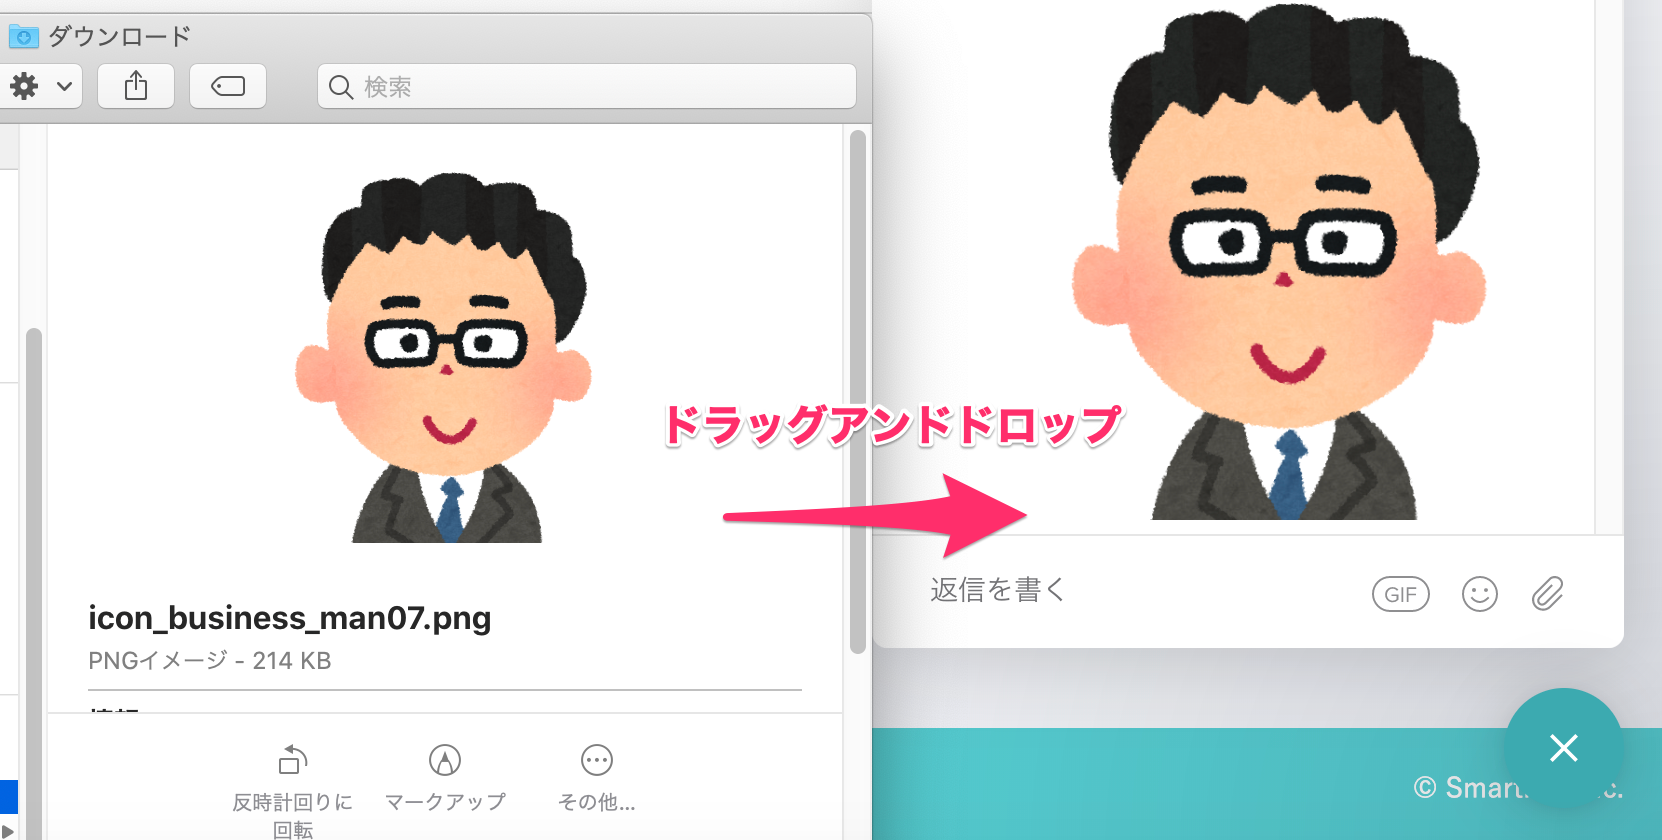 ダウンロード
検索
ドラッグアンドドロップ
icon_business_man07.png
PNGイメージ - 214 KB
反時計回りに
回転
マークアップ
その他...
返信を書く
GIF
© Smart